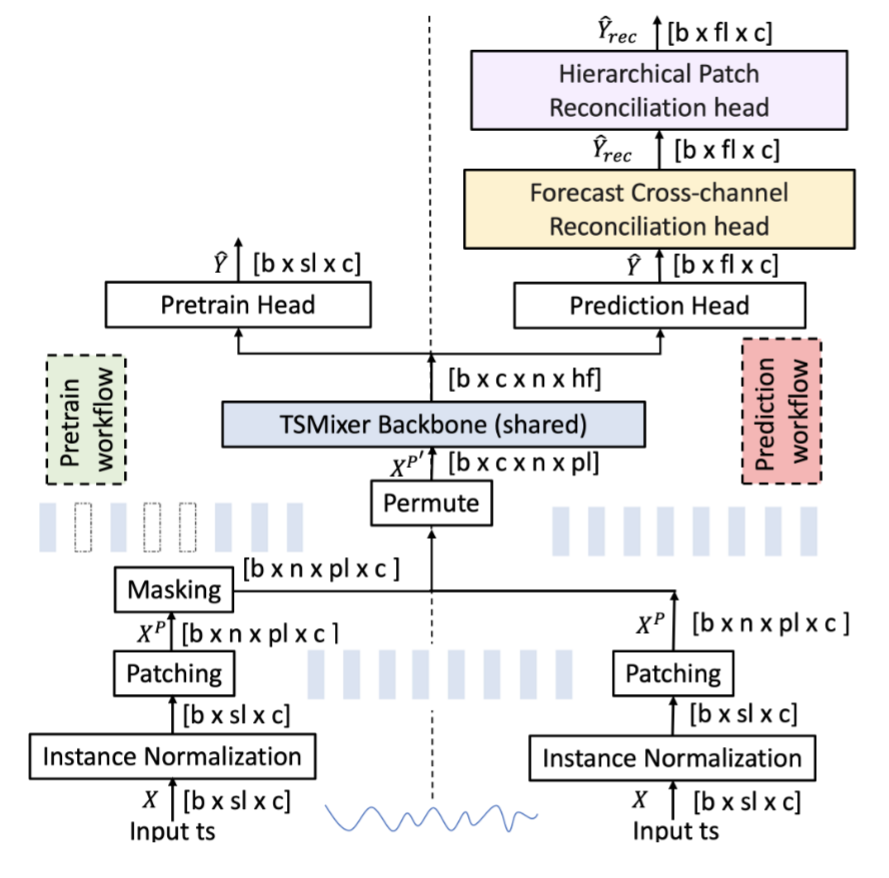 Ŷrec [b x fl x c]
Hierarchical Patch
Reconciliation head
Ŷrec [b x fl x c]
Forecast Cross-channel
Reconciliation head
Ŷ [b x sl x c]
Ŷ [b x fl x c]
Pretrain Head
Prediction Head
Pretrain
workflow
Prediction
workflow
[b x c x n x hf]
TSMixer Backbone (shared)
X^P' [b x c x n x pl]
Permute
[b x n x pl x c ]
Masking
X^P [b x n x pl x c ]
X^P [b x n x pl x c ]
Patching
Patching
[b x sl x c]
[b x sl x c]
Instance Normalization
Instance Normalization
X [b x sl x c]
X [b x sl x c]
Input ts
Input ts